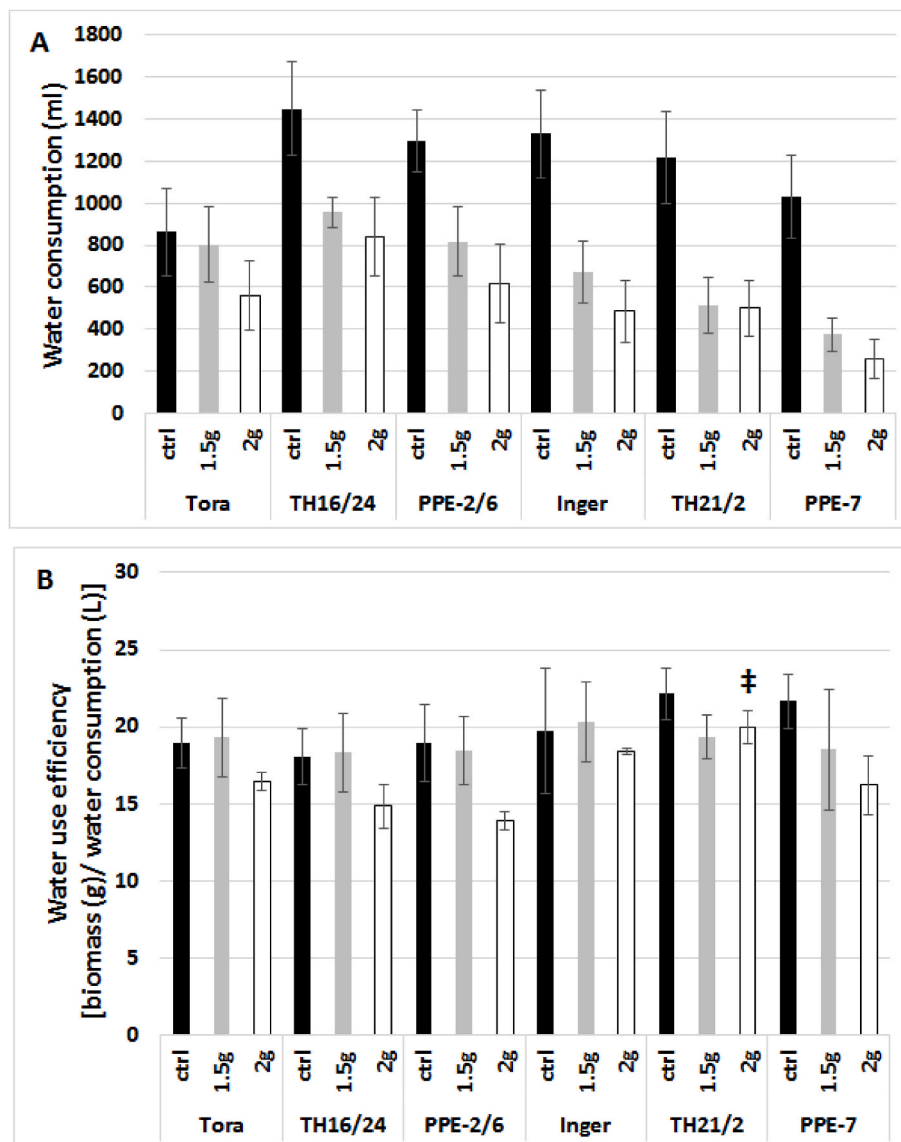 A
1800
1600
1400
1200
1000
800
600
400
200
0
Water consumption (ml)
ctrl 1.5g 2g ctrl 1.5g 2g ctrl 1.5g 2g ctrl 1.5g 2g ctrl 1.5g 2g ctrl 1.5g 2g
Tora TH16/24 PPE-2/6 Inger TH21/2 PPE-7
B
30
25
20
15
10
5
0
Water use efficiency
[biomass (g)/ water consumption (L)]
‡
ctrl 1.5g 2g ctrl 1.5g 2g ctrl 1.5g 2g ctrl 1.5g 2g ctrl 1.5g 2g ctrl 1.5g 2g
Tora TH16/24 PPE-2/6 Inger TH21/2 PPE-7